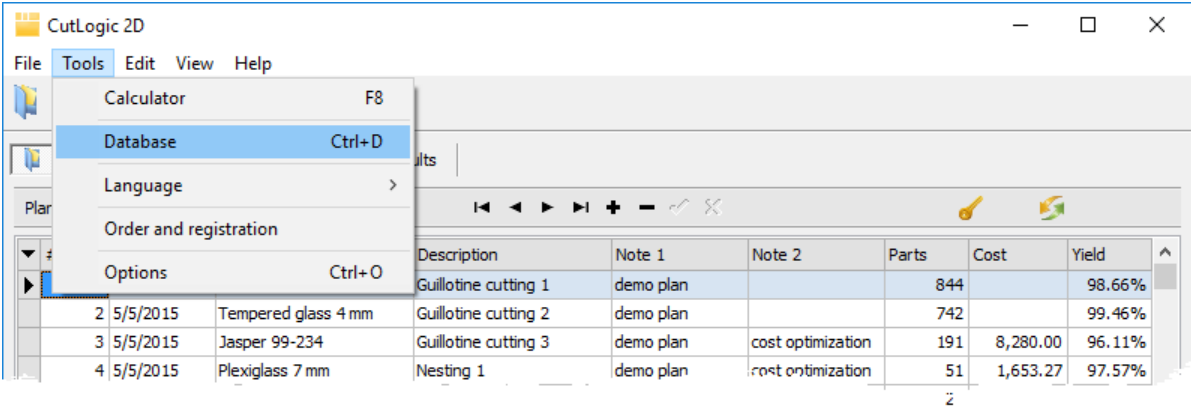 CutLogic 2D
File Tools Edit View Help
Calculator F8
Database Ctrl+D
Language
Order and registration
Options Ctrl+O
Description Note 1 Note 2 Parts Cost Yield
Guillotine cutting 1 demo plan 844 98.66%
2 5/5/2015 Tempered glass 4 mm Guillotine cutting 2 demo plan 742 99.46%
3 5/5/2015 Jasper 99-234 Guillotine cutting 3 demo plan cost optimization 191 8,280.00 96.11%
4 5/5/2015 Plexiglass 7 mm Nesting 1 demo plan cost optimization 51 1,653.27 97.57%